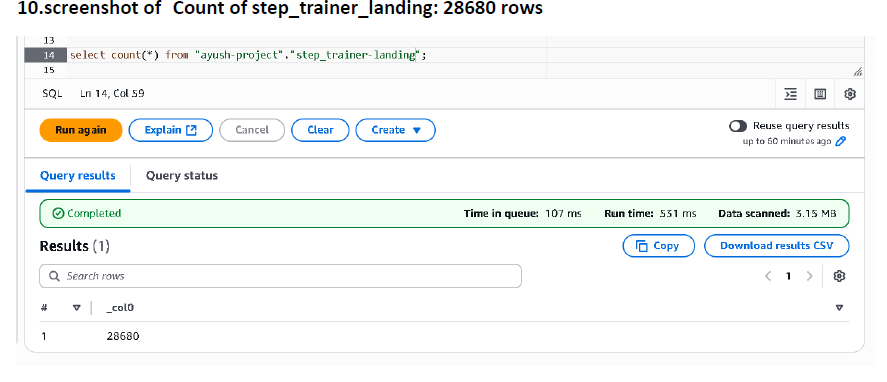 10.screenshot of  Count of step_trainer_landing: 28680 rows
13
14 select count(*) from "ayush-project"."step_trainer-landing";
15
SQL Ln 14, Col 59
Run again Explain Cancel Clear Create Reuse query results
up to 60 minutes ago
Query results Query status
Completed Time in queue: 107 ms Run time: 531 ms Data scanned: 3.15 MB
Results (1) Copy Download results CSV
Search rows 1
# _col0
1 28680